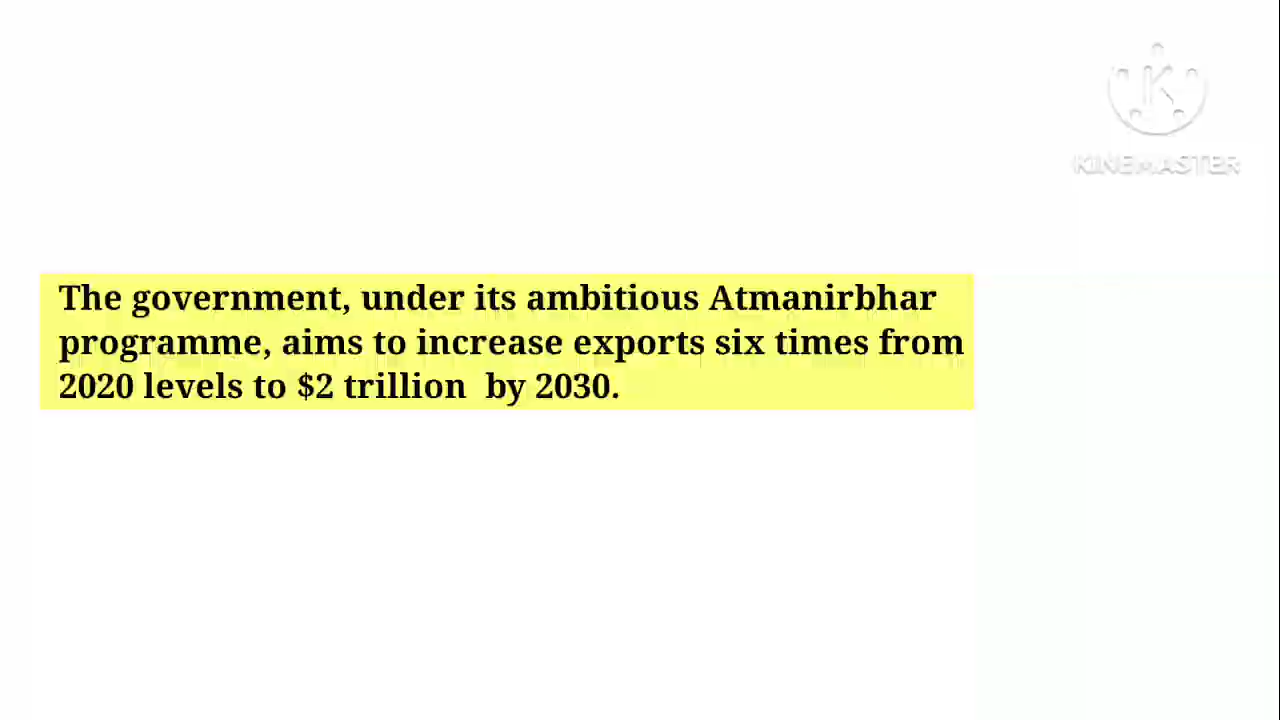 KINEMASTER
The government, under its ambitious Atmanirbhar
programme, aims to increase exports six times from
2020 levels to $2 trillion  by 2030.